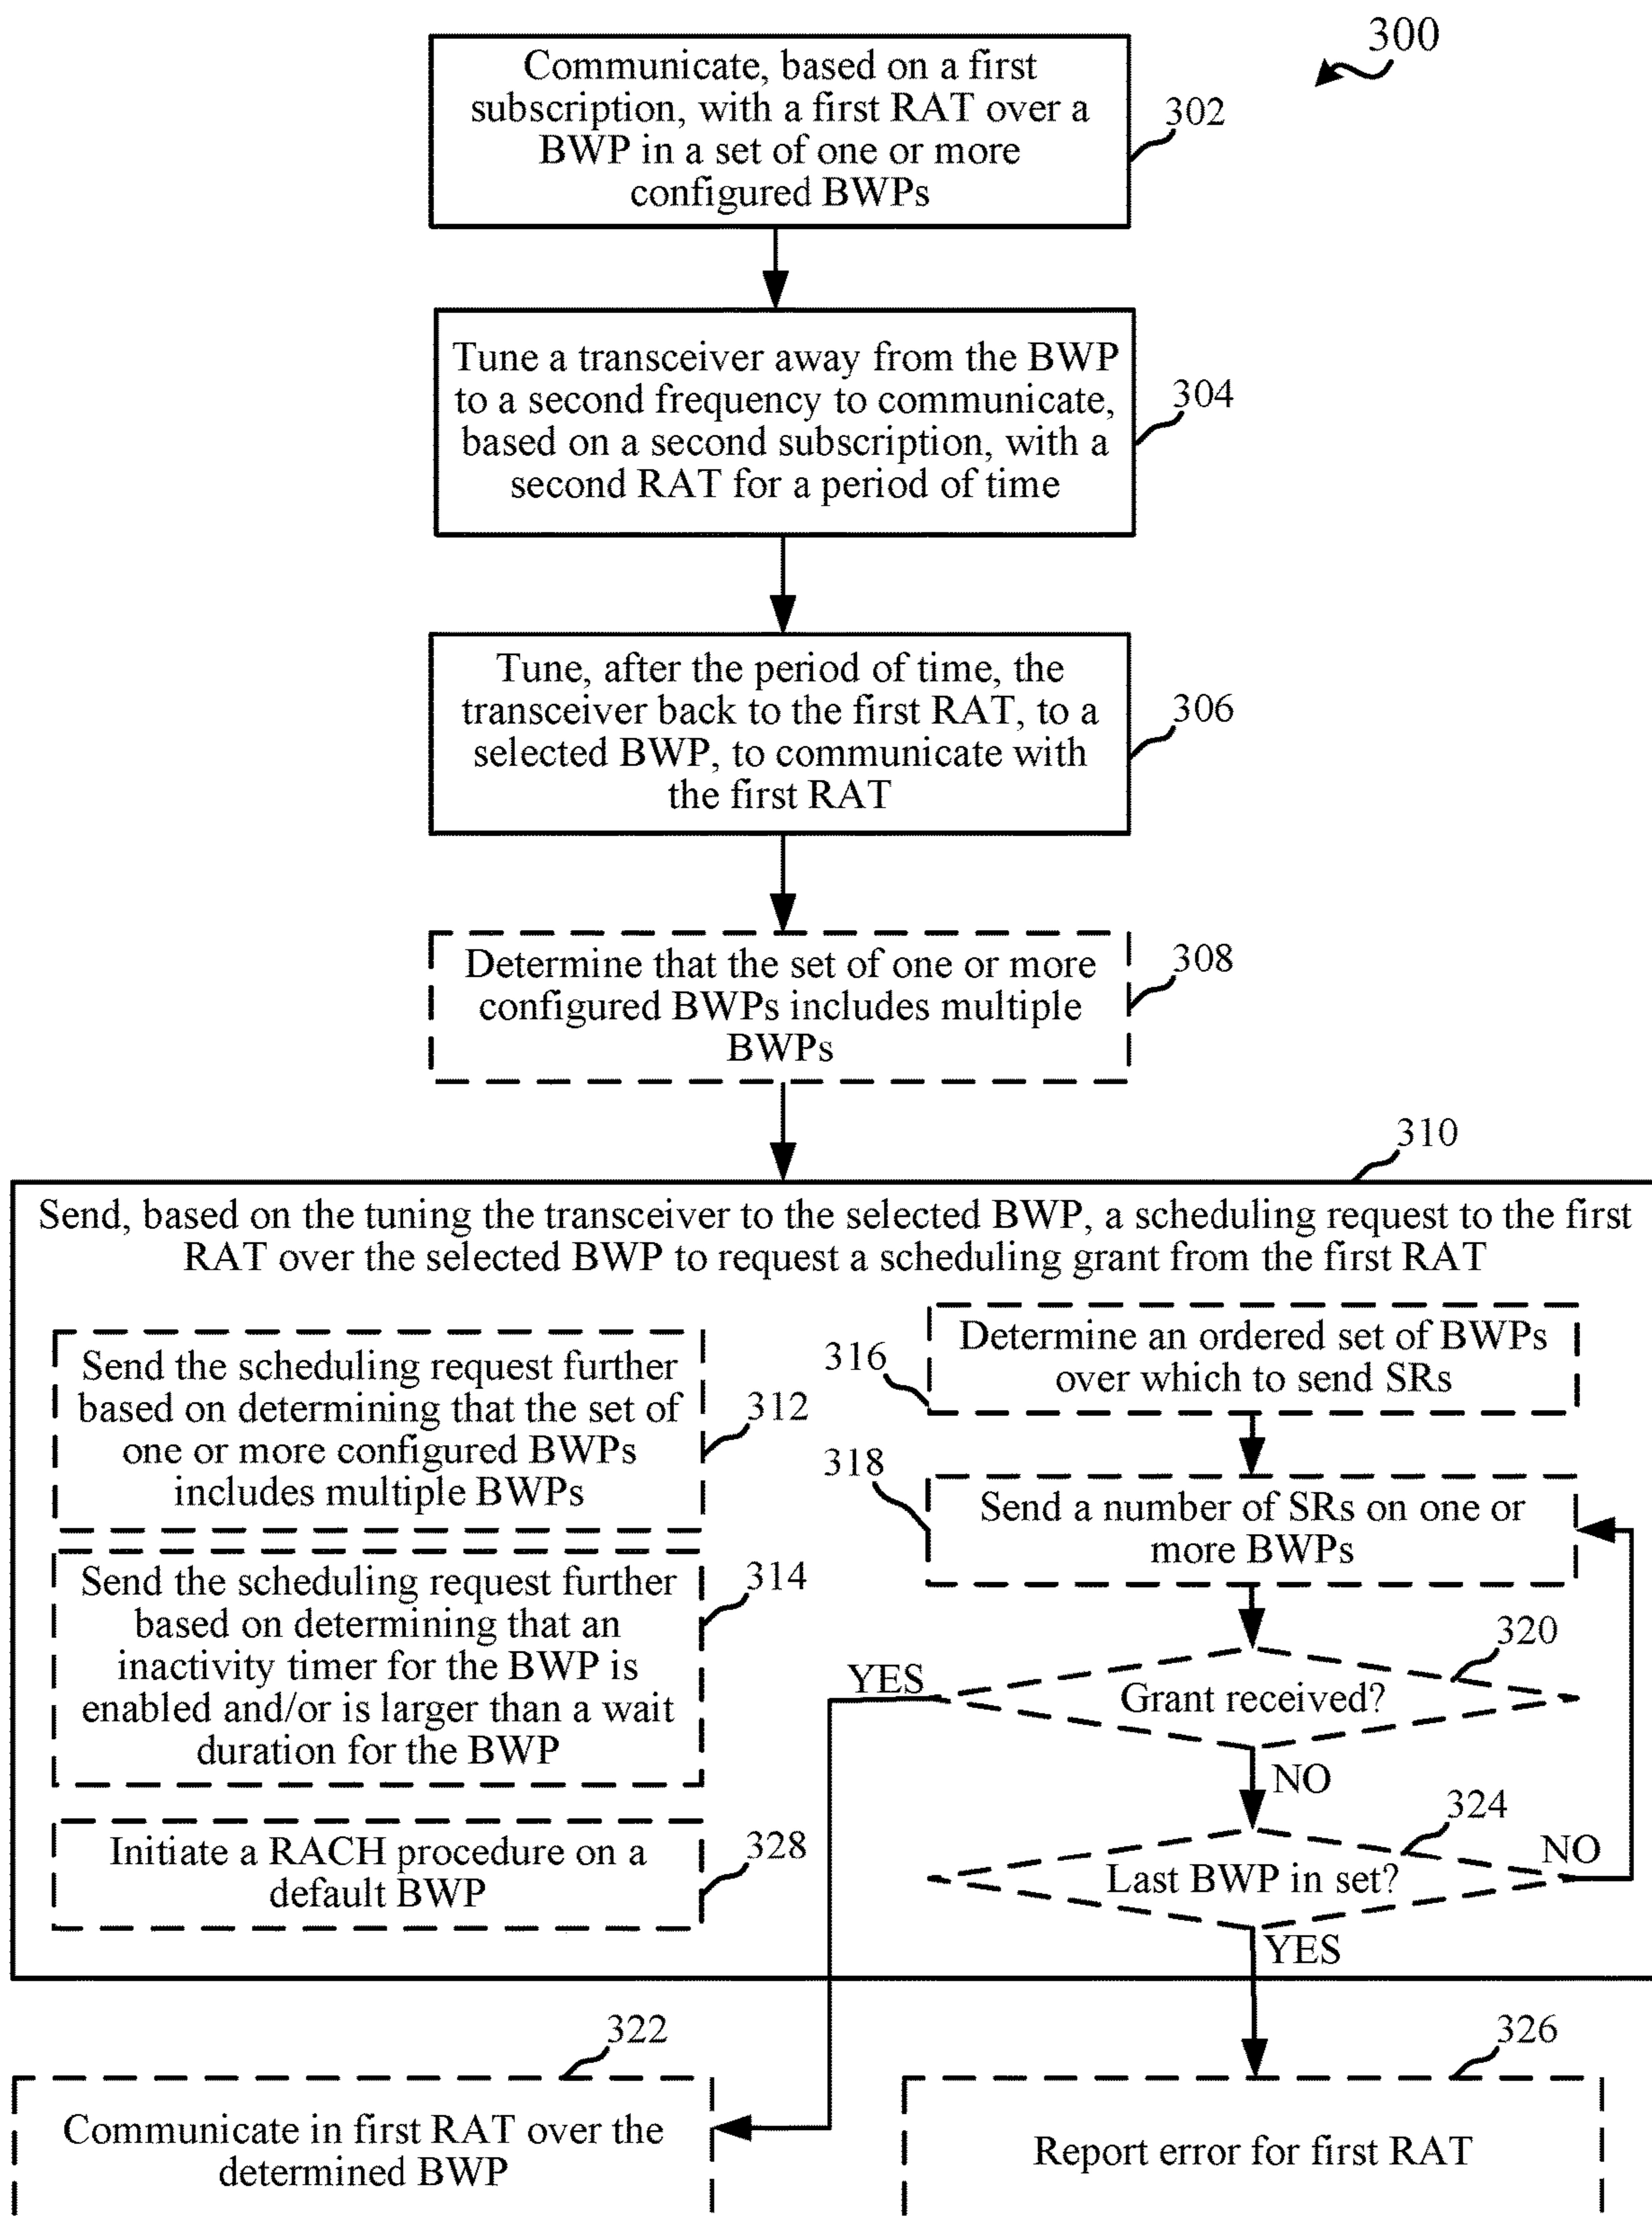 300
Communicate, based on a first
subscription, with a first RAT over a
BWP in a set of one or more
configured BWPs
302
Tune a transceiver away from the BWP
to a second frequency to communicate,
based on a second subscription, with a
second RAT for a period of time
304
Tune, after the period of time, the
transceiver back to the first RAT, to a
selected BWP, to communicate with
the first RAT
306
Determine that the set of one or more
configured BWPs includes multiple
BWPs
308
310
Send, based on the tuning the transceiver to the selected BWP, a scheduling request to the first
RAT over the selected BWP to request a scheduling grant from the first RAT
Send the scheduling request further
based on determining that the set of
one or more configured BWPs
includes multiple BWPs
312
Send the scheduling request further
based on determining that an
inactivity timer for the BWP is
enabled and/or is larger than a wait
duration for the BWP
314
Initiate a RACH procedure on a
default BWP
328
316
Determine an ordered set of BWPs
over which to send SRs
318
Send a number of SRs on one or
more BWPs
320
YES
Grant received?
NO
324
NO
Last BWP in set?
YES
322
Communicate in first RAT over the
determined BWP
326
Report error for first RAT